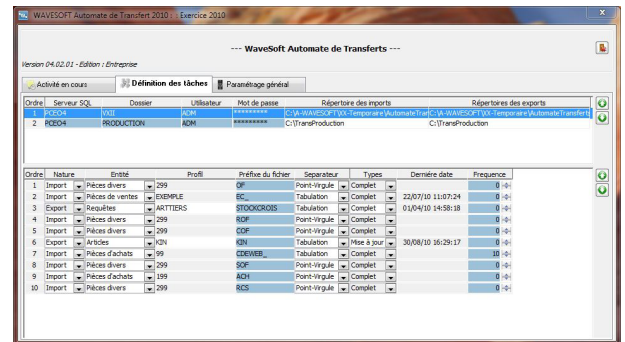 WAVESOFT Automate de Transfert 2010 :: Exercice 2010
--- WaveSoft Automate de Transferts ---
Version 04.02.01 - Edition : Entreprise
Activité en cours Définition des tâches Paramétrage général
Ordre Serveur SQL Dossier Utilisateur Mot de passe Répertoire des imports Répertoires des exports
1 PCEO4 VXII ADM ********* C:\A-WAVESOFT\XX-Temporaire\AutomateTran C:\A-WAVESOFT\XX-Temporaire\AutomateTransferts
2 PCEO4 PRODUCTION ADM ********* C:\TransProduction C:\TransProduction
Ordre Nature Entité Profil Préfixe du fichier Separateur Types Dernière date Frequence
1 Import Pièces divers 299 OF Point-Virgule Complet 0
2 Import Pièces de ventes EXEMPLE EC_ Tabulation Complet 22/07/10 11:07:24 0
3 Export Requêtes ARTTIERS STOCKCROIS Tabulation Complet 01/04/10 14:58:18 0
4 Import Pièces divers 299 ROF Point-Virgule Complet 0
5 Import Pièces divers 299 COF Point-Virgule Complet 0
6 Export Articles KIN KIN Tabulation Mise à jour 30/08/10 16:29:17 0
7 Import Pièces d'achats 99 CDEWEB_ Tabulation Complet 10
8 Import Pièces divers 299 SOF Point-Virgule Complet 0
9 Import Pièces d'achats 199 ACH Point-Virgule Complet 0
10 Import Pièces divers 299 RCS Point-Virgule Complet 0